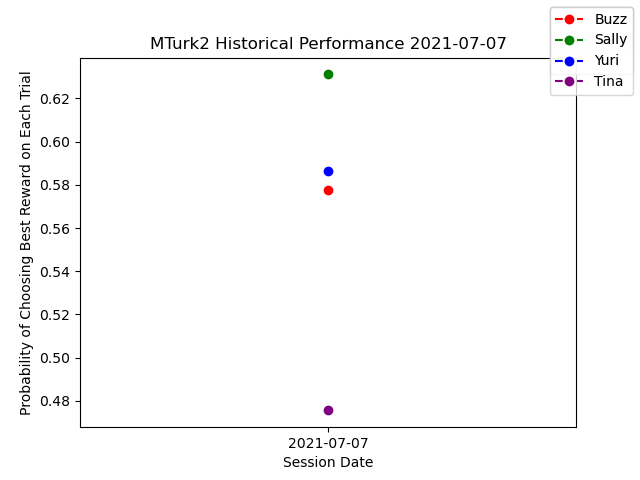 MTurk2 Historical Performance 2021-07-07
Buzz
Sally
Yuri
Tina
Probability of Choosing Best Reward on Each Trial
0.62
0.60
0.58
0.56
0.54
0.52
0.50
0.48
2021-07-07
Session Date